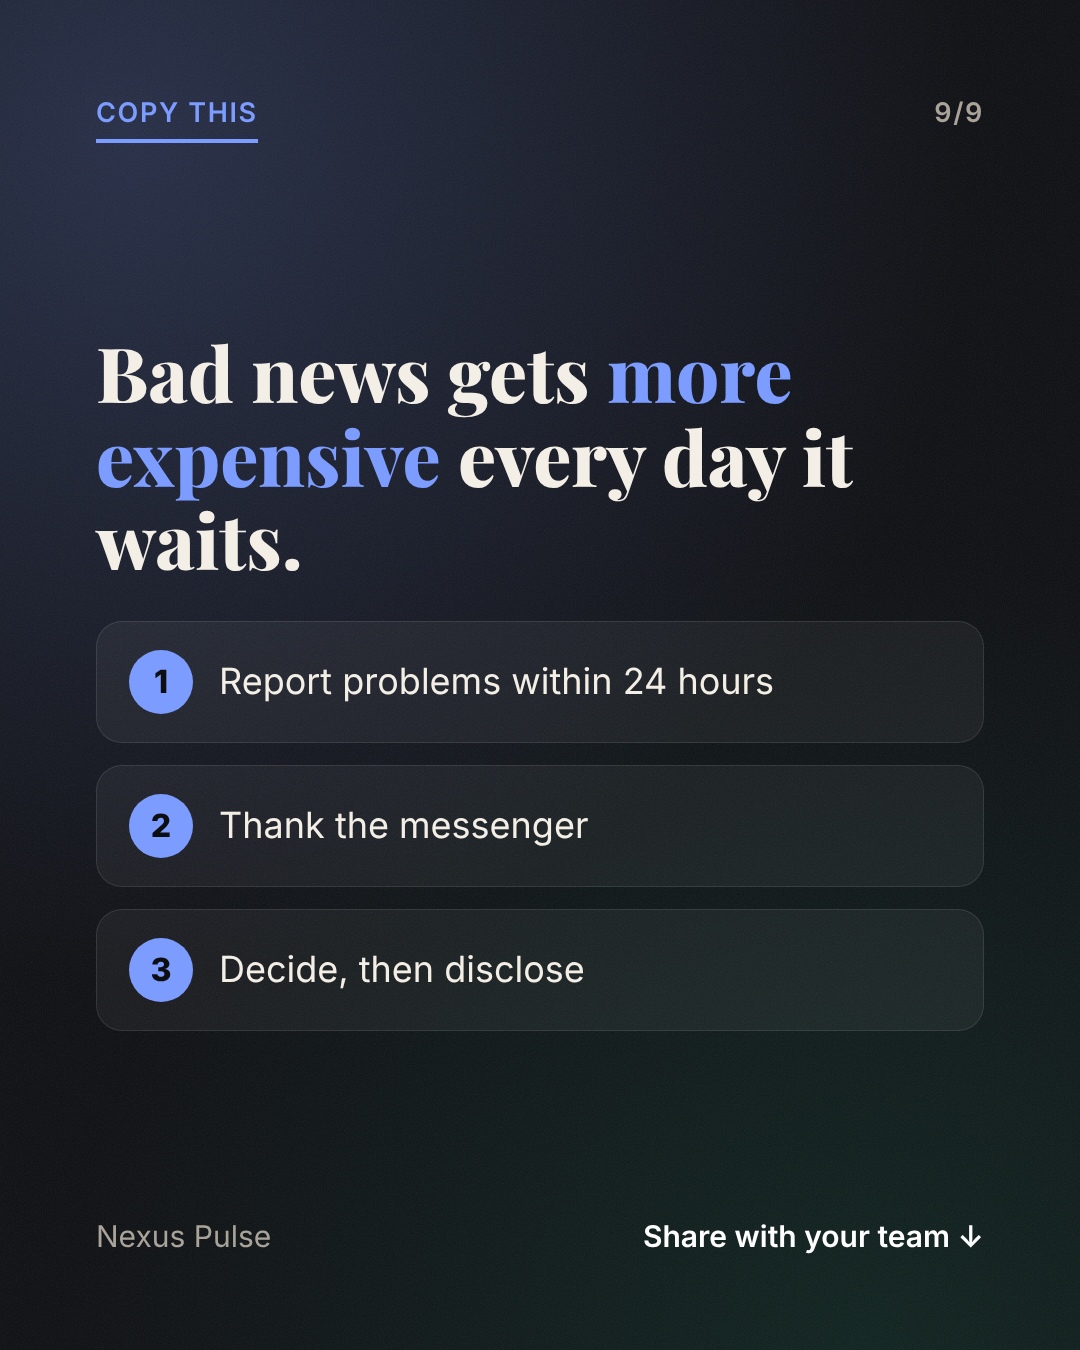 COPY THIS
9/9
Bad news gets more
expensive every day it
waits.
1 Report problems within 24 hours
2 Thank the messenger
3 Decide, then disclose
Nexus Pulse
Share with your team ↓